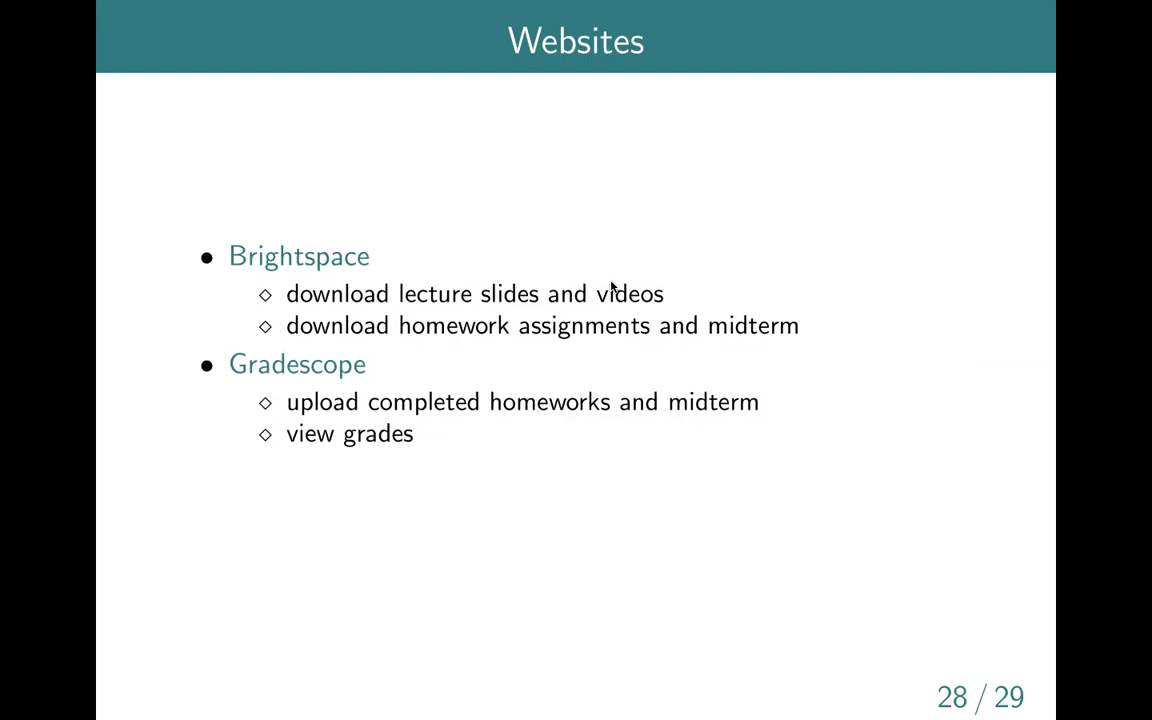 Websites
• Brightspace
⋄ download lecture slides and videos
⋄ download homework assignments and midterm
• Gradescope
⋄ upload completed homeworks and midterm
⋄ view grades
28 / 29